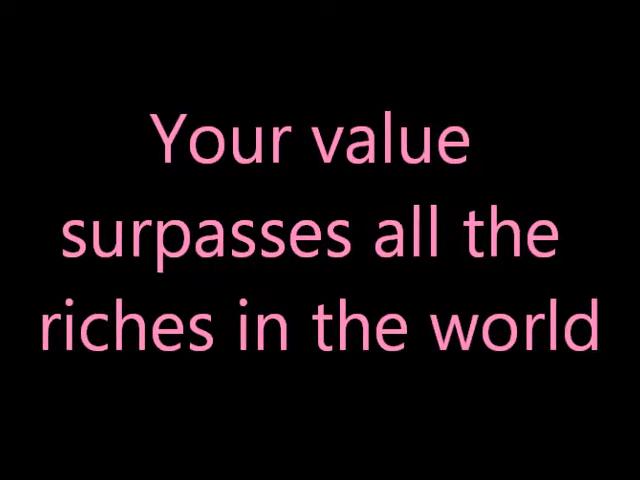 Your value
surpasses all the
riches in the world